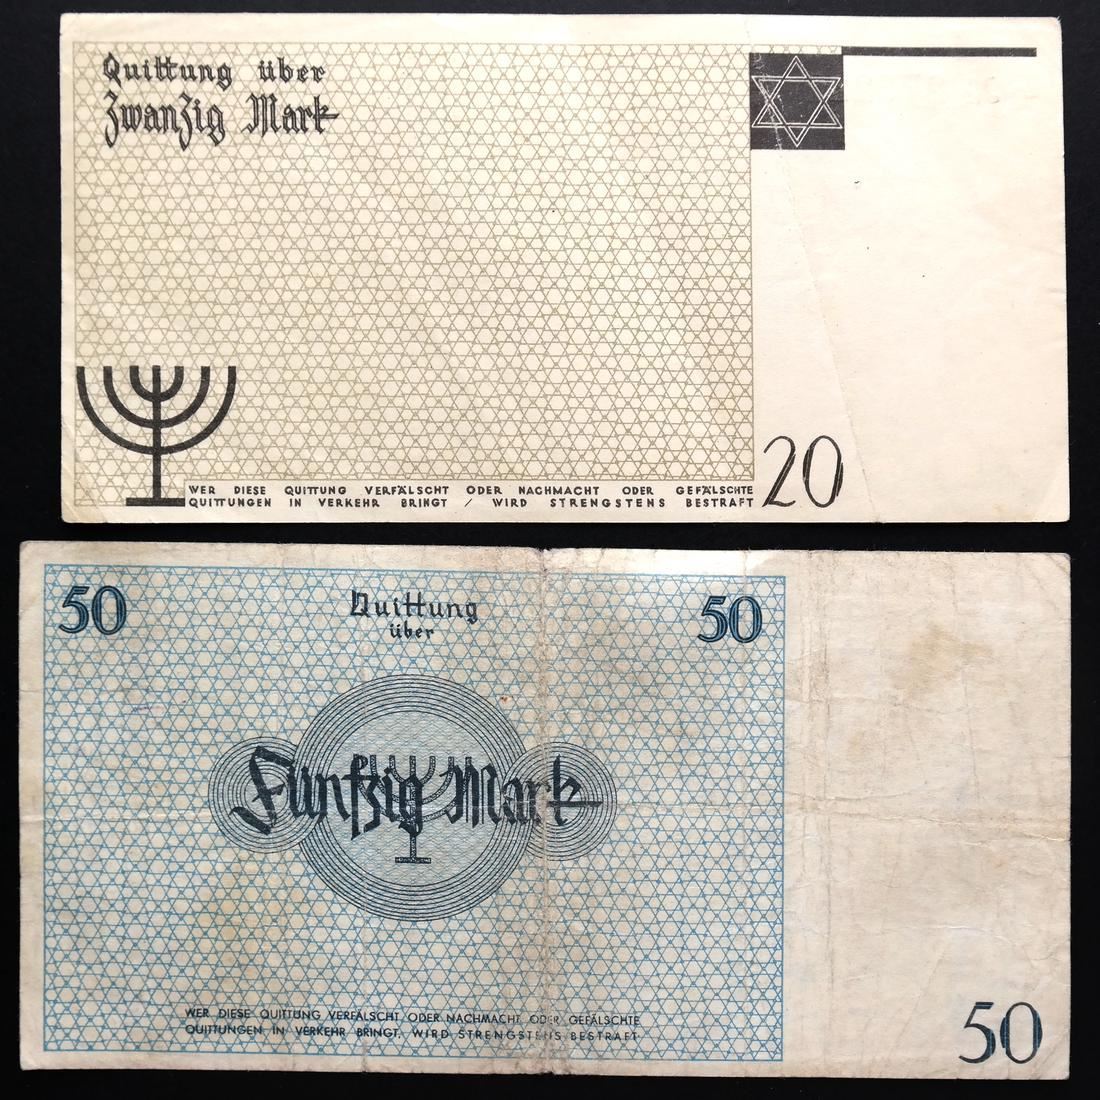 Quittung über
Zwanzig Mark
WER DIESE QUITTUNG VERFÄLSCHT ODER NACHMACHT ODER GEFÄLSCHTE
QUITTUNGEN IN VERKEHR BRINGT / WIRD STRENGSTENS BESTRAFT
20
50
Quittung
über
50
Fünfzig Mark
WER DIESE QUITTUNG VERFÄLSCHT ODER NACHMACHT ODER GEFÄLSCHTE
QUITTUNGEN IN VERKEHR BRINGT, WIRD STRENGSTENS BESTRAFT
50